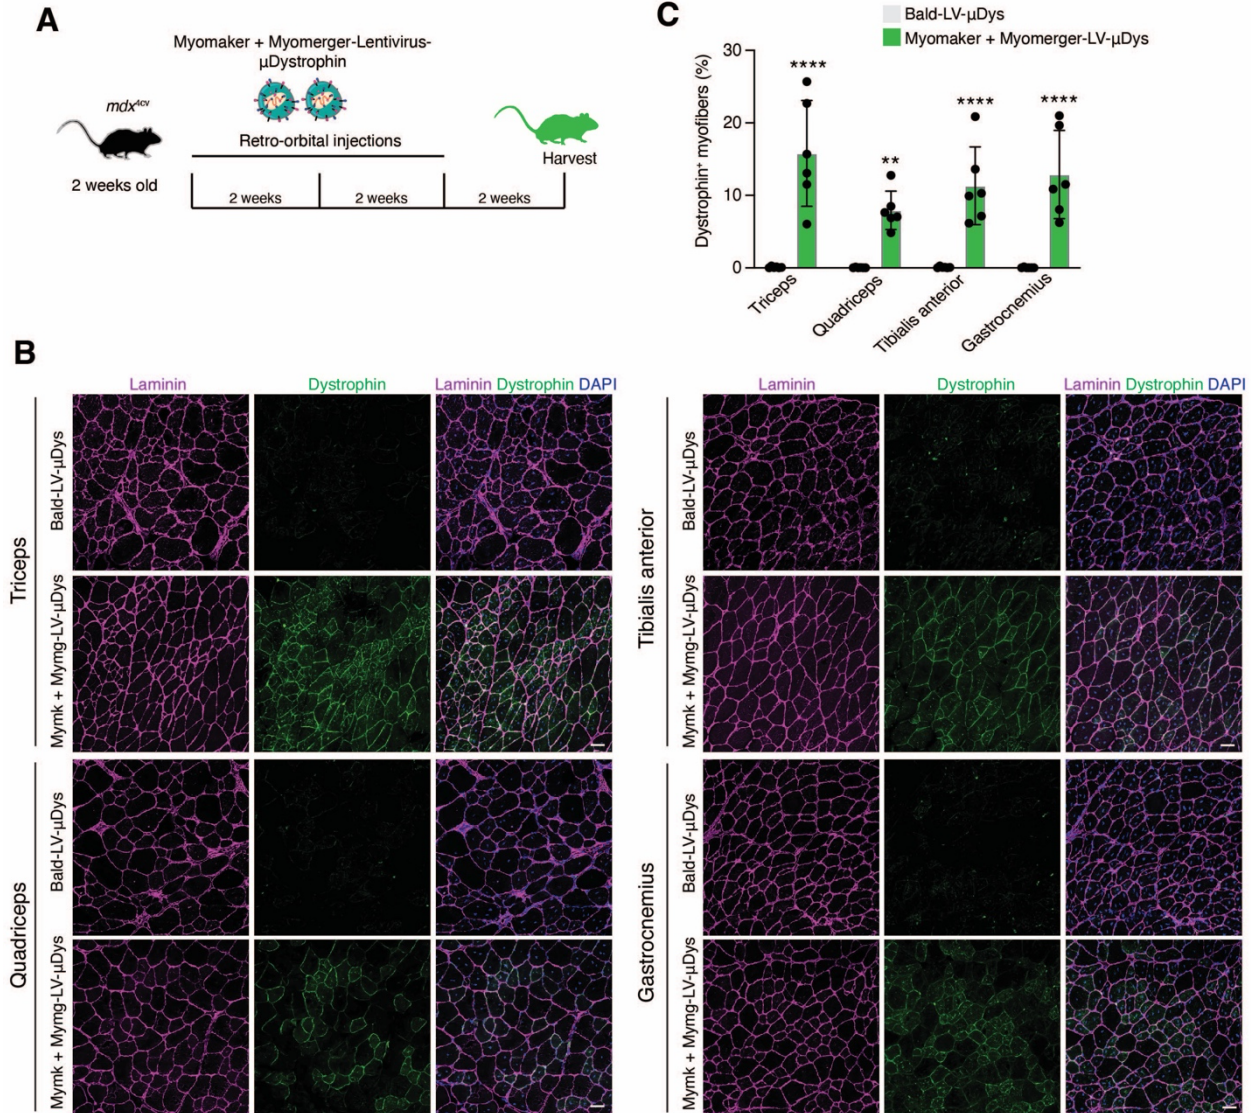 A
Myomaker + Myomerger-Lentivirus-
μDystrophin
mdx4cv
Retro-orbital injections
Harvest
2 weeks old
2 weeks
2 weeks
2 weeks
C
Bald-LV-μDys
Myomaker + Myomerger-LV-μDys
Dystrophin+ myofibers (%)
30
20
10
0
****
**
****
****
Triceps
Quadriceps
Tibialis anterior
Gastrocnemius
B
Laminin
Dystrophin
Laminin Dystrophin DAPI
Triceps
Bald-LV-μDys
Mymk + Mymg-LV-μDys
Quadriceps
Bald-LV-μDys
Mymk + Mymg-LV-μDys
Laminin
Dystrophin
Laminin Dystrophin DAPI
Tibialis anterior
Bald-LV-μDys
Mymk + Mymg-LV-μDys
Gastrocnemius
Bald-LV-μDys
Mymk + Mymg-LV-μDys